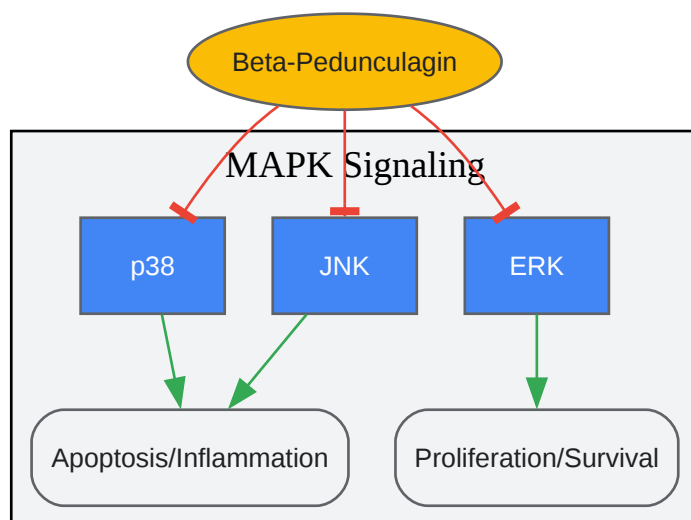 Beta-Pedunculagin
MAPK Signaling
p38
JNK
ERK
Apoptosis/Inflammation
Proliferation/Survival